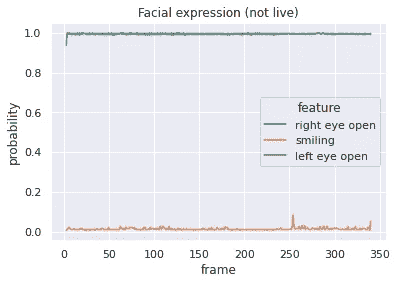 Facial expression (not live)
1.0
0.8
0.6
0.4
0.2
0.0
probability
feature
right eye open
smiling
left eye open
0 50 100 150 200 250 300 350
frame